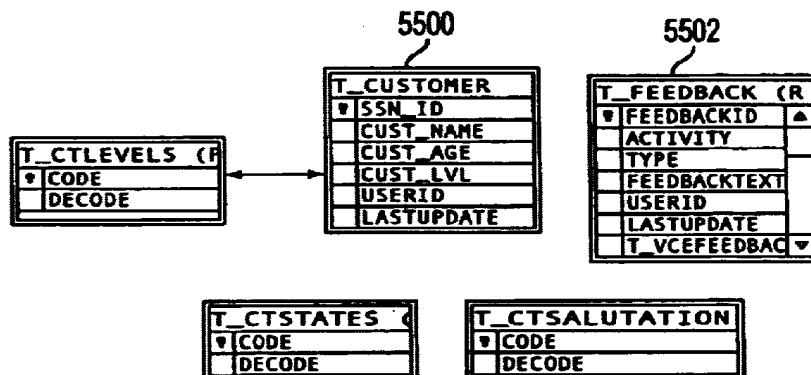 5500
5502
T_CUSTOMER
SSN_ID
CUST_NAME
CUST_AGE
CUST_LVL
USERID
LASTUPDATE
T_FEEDBACK (R
FEEDBACKID
ACTIVITY
TYPE
FEEDBACKTEXT
USERID
LASTUPDATE
T_VCEFEEDBAC
T_CTLEVELS (
CODE
DECODE
T_CTSTATES (
CODE
DECODE
T_CTSALUTATION
CODE
DECODE